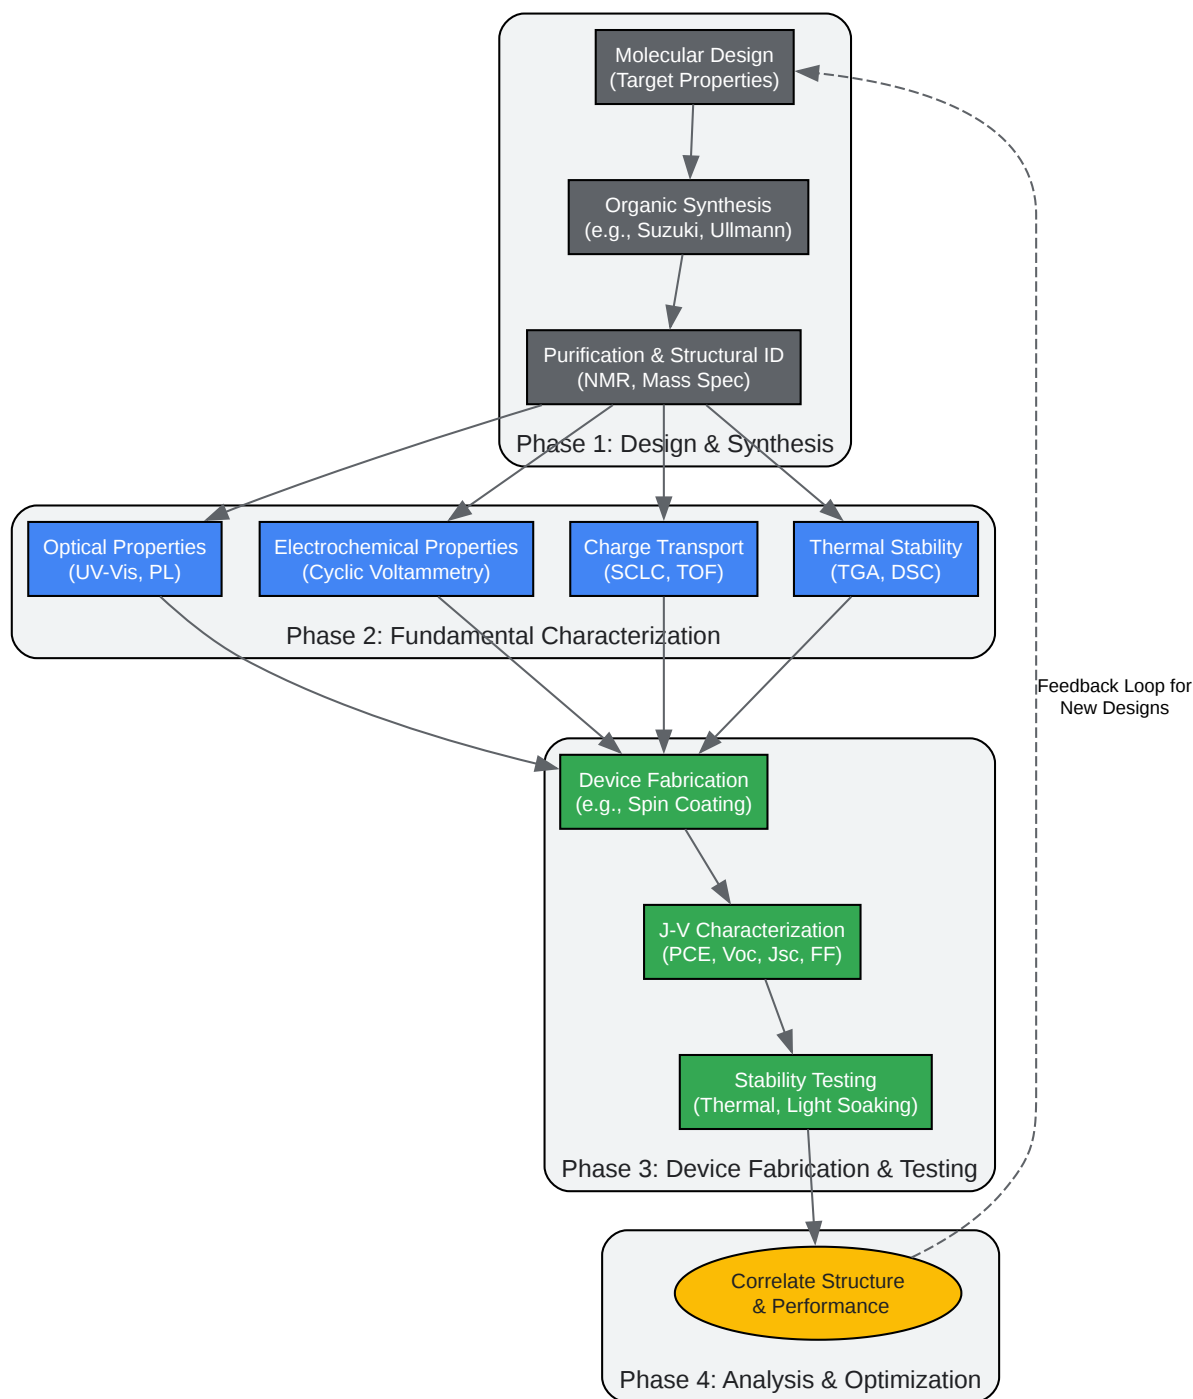 Molecular Design
(Target Properties)
Organic Synthesis
(e.g., Suzuki, Ullmann)
Purification & Structural ID
(NMR, Mass Spec)
Phase 1: Design & Synthesis
Optical Properties
(UV-Vis, PL)
Electrochemical Properties
(Cyclic Voltammetry)
Charge Transport
(SCLC, TOF)
Thermal Stability
(TGA, DSC)
Phase 2: Fundamental Characterization
Feedback Loop for
New Designs
Device Fabrication
(e.g., Spin Coating)
J-V Characterization
(PCE, Voc, Jsc, FF)
Stability Testing
(Thermal, Light Soaking)
Phase 3: Device Fabrication & Testing
Correlate Structure
& Performance
Phase 4: Analysis & Optimization